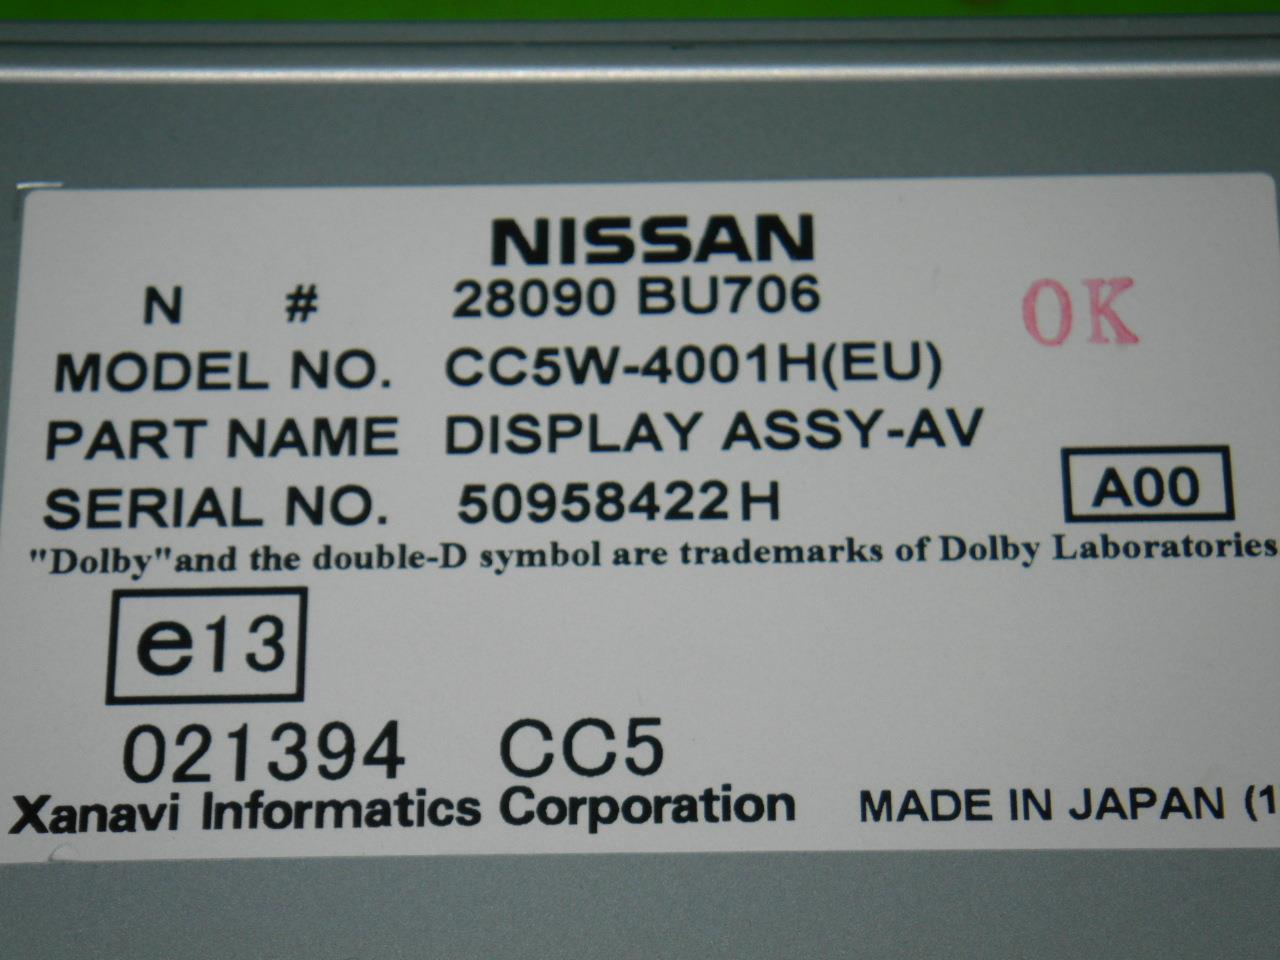 NISSAN
N # 28090 BU706
OK
MODEL NO. CC5W-4001H(EU)
PART NAME DISPLAY ASSY-AV
SERIAL NO. 50958422H
A00
"Dolby"and the double-D symbol are trademarks of Dolby Laboratories
e13
021394 CC5
Xanavi Informatics Corporation MADE IN JAPAN (1